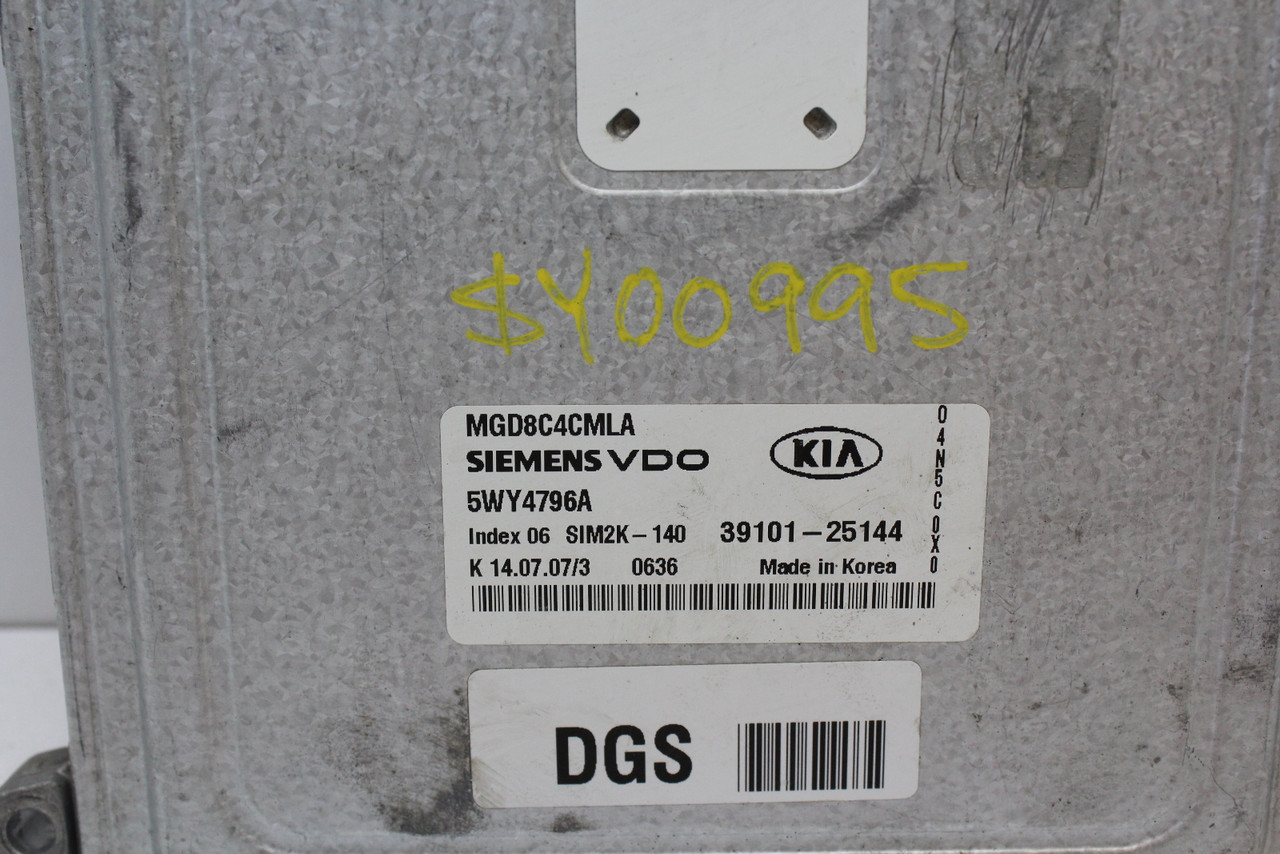 $Y00995
MGD8C4CMLA
SIEMENS VDO
KIA
5WY4796A
Index 06 SIM2K-140 39101-25144
K 14.07.07/3 0636 Made in Korea
04N5C0X0
DGS